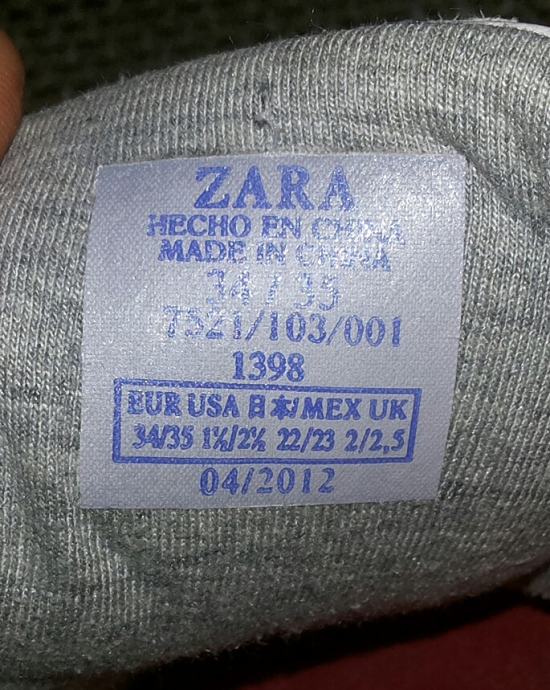 ZARA
HECHO EN CHINA
MADE IN CHINA
34/35
7521/103/001
1398
EUR USA 日本/MEX UK
34/35 1½/2½ 22/23 2/2,5
04/2012